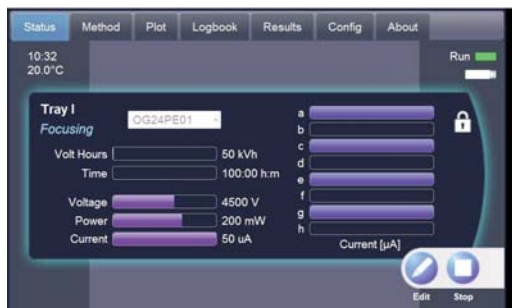 Status Method Plot Logbook Results Config About
10:32
20.0°C
Run
Tray I
Focusing
OG24PE01
Volt Hours 50 kVh
Time 100:00 h:m
Voltage 4500 V
Power 200 mW
Current 50 uA
a
b
c
d
e
f
g
h
Current [µA]
Edit Stop